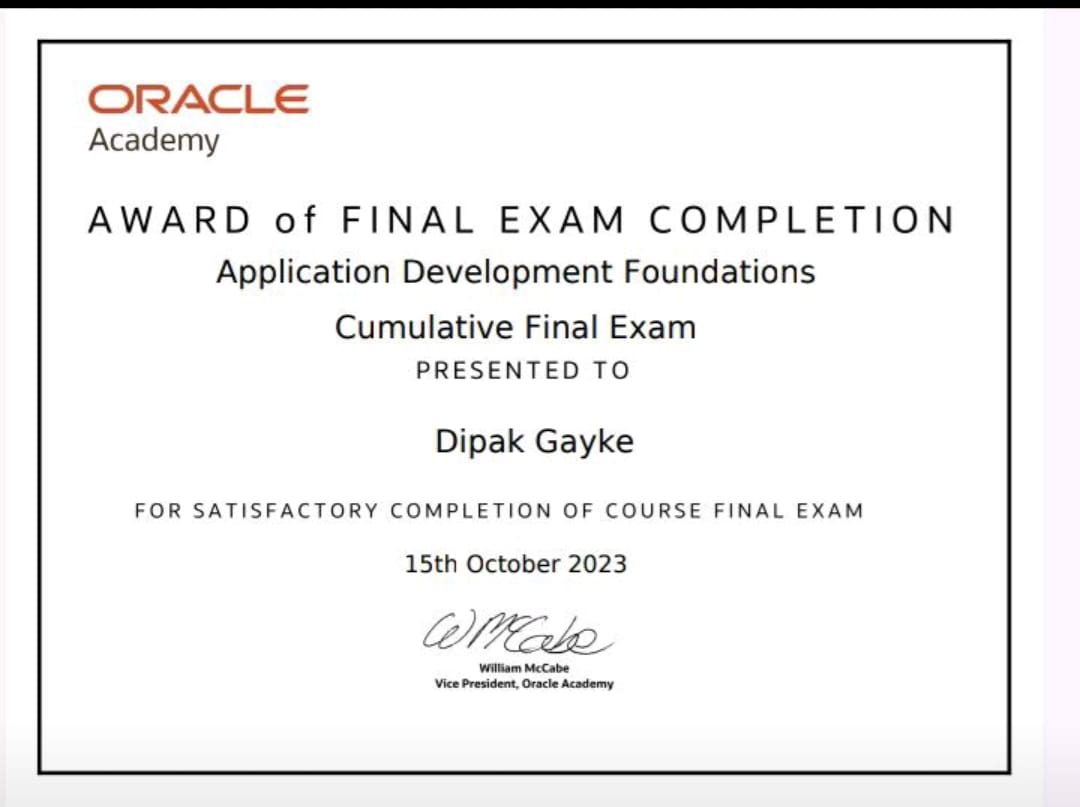 ORACLE
Academy
AWARD of FINAL EXAM COMPLETION
Application Development Foundations
Cumulative Final Exam
PRESENTED TO
Dipak Gayke
FOR SATISFACTORY COMPLETION OF COURSE FINAL EXAM
15th October 2023
WMcCabe
William McCabe
Vice President, Oracle Academy